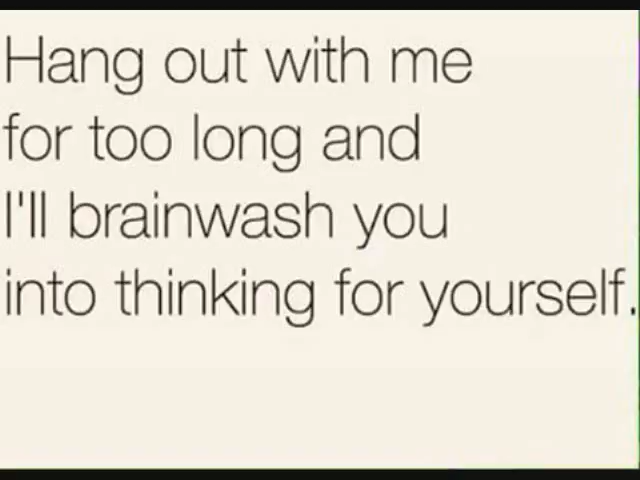 Hang out with me
for too long and
I'll brainwash you
into thinking for yourself.